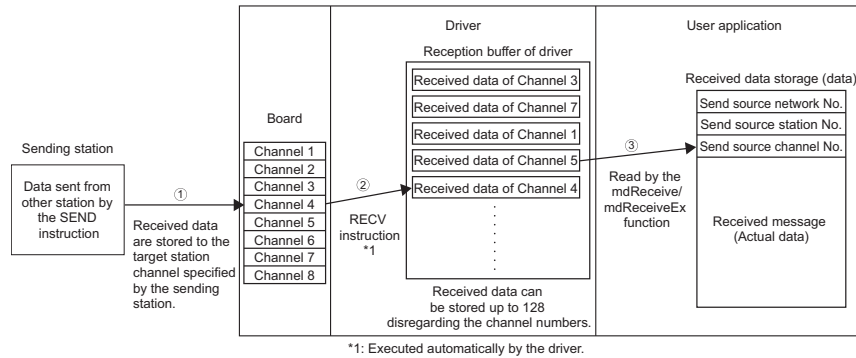 Driver
User application
Reception buffer of driver
Received data of Channel 3
Received data of Channel 7
Received data of Channel 1
Received data of Channel 5
Received data of Channel 4
Received data can
be stored up to 128
disregarding the channel numbers.
Board
Channel 1
Channel 2
Channel 3
Channel 4
Channel 5
Channel 6
Channel 7
Channel 8
Sending station
Data sent from
other station by
the SEND
instruction
①
Received data
are stored to the
target station
channel specified
by the sending
station.
②
RECV
instruction
*1
③
Read by the
mdReceive/
mdReceiveEx
function
Received data storage (data)
Send source network No.
Send source station No.
Send source channel No.
Received message
(Actual data)
*1: Executed automatically by the driver.